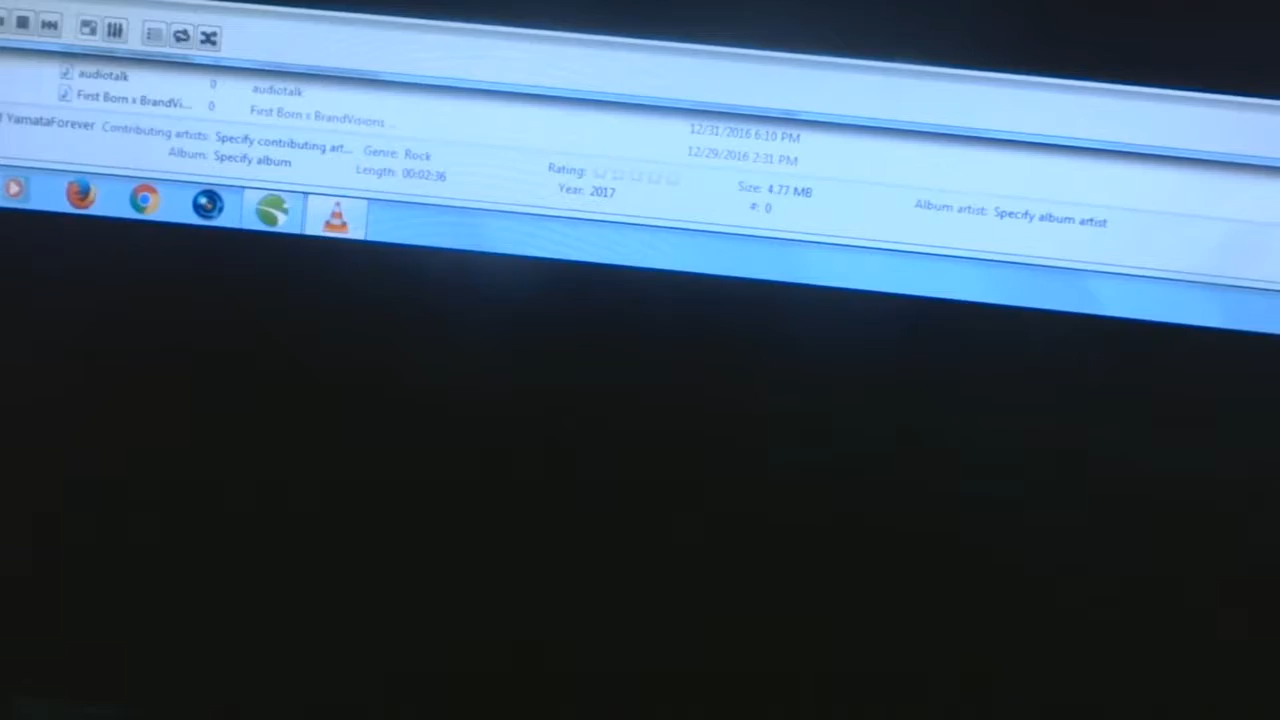 audiotalk 0 audiotalk 12/31/2016 6:10 PM
First Born x BrandVi... 0 First Born x BrandVisions ... 12/29/2016 2:31 PM
YamataForever Contributing artists: Specify contributing art... Genre: Rock Rating: Size: 4.77 MB Album artist: Specify album artist
Album: Specify album Length: 00:02:36 Year: 2017 #: 0